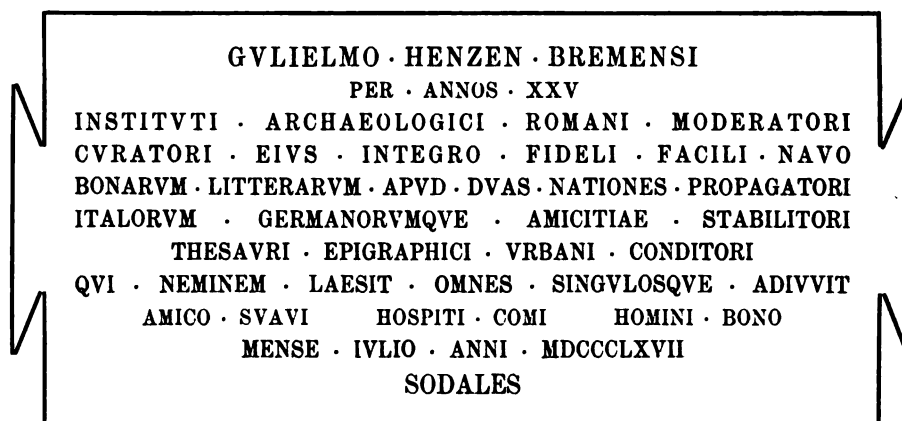 GVLIELMO · HENZEN · BREMENSI
PER · ANNOS · XXV
INSTITVTI · ARCHAEOLOGICI · ROMANI · MODERATORI
CVRATORI · EIVS · INTEGRO · FIDELI · FACILI · NAVO
BONARVM · LITTERARVM · APVD · DVAS · NATIONES · PROPAGATORI
ITALORVM · GERMANORVMQVE · AMICITIAE · STABILITORI
THESAVRI · EPIGRAPHICI · VRBANI · CONDITORI
QVI · NEMINEM · LAESIT · OMNES · SINGVLOSQVE · ADIVVIT
AMICO · SVAVI HOSPITI · COMI HOMINI · BONO
MENSE · IVLIO · ANNI · MDCCCLXVII
SODALES